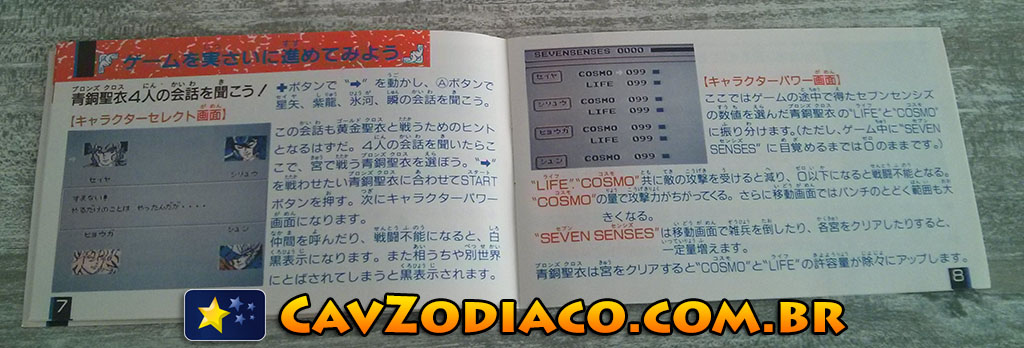 ゲームを実さいに進めてみよう
青銅聖衣4人の会話を聞こう!
【キャラクターセレクト画面】
セイヤ
シリュウ
すまないさ
やるだけのことは やったんだが・・・・
ヒョウガ
シュン
✚ボタンで "➡" を動かし、Ⓐボタンで
星矢、紫龍、氷河、瞬の会話を聞こう。
この会話も黄金聖衣と戦うためのヒント
となるはずだ。4人の会話を聞いたらこ
こで、宮で戦う青銅聖衣を選ぼう。"➡"
を戦わせたい青銅聖衣に合わせてSTART
ボタンを押す。次にキャラクターパワー
画面になります。
仲間を呼んだり、戦闘不能になると、白
黒表示になります。また相うちや別世界
にとばされてしまうと黒表示されます。
7
SEVENSENSES 0000
セイヤ COSMO 099
LIFE 099
シリュウ COSMO 099
LIFE 099
ヒョウガ COSMO 099
LIFE 099
シュン COSMO 099
【キャラクターパワー画面】
ここではゲームの途中で得たセブンセンシズ
の数値を選んだ青銅聖衣の"LIFE"と"COSMO"
に振り分けます。(ただし、ゲーム中に"SEVEN
SENSES" に目覚めるまでは0のままです。)
"LIFE" "COSMO" 共に敵の攻撃を受けると減り、0以下になると戦闘不能となる。
"COSMO"の量で攻撃力がちがってくる。さらに移動画面ではパンチのとどく範囲も大
きくなる。
"SEVEN SENSES"は移動画面で雑兵を倒したり、各宮をクリアしたりすると、
一定量増えます。
青銅聖衣は宮をクリアすると"COSMO"と"LIFE"の許容量が除々にアップします。
8
CavZodiaco.com.br